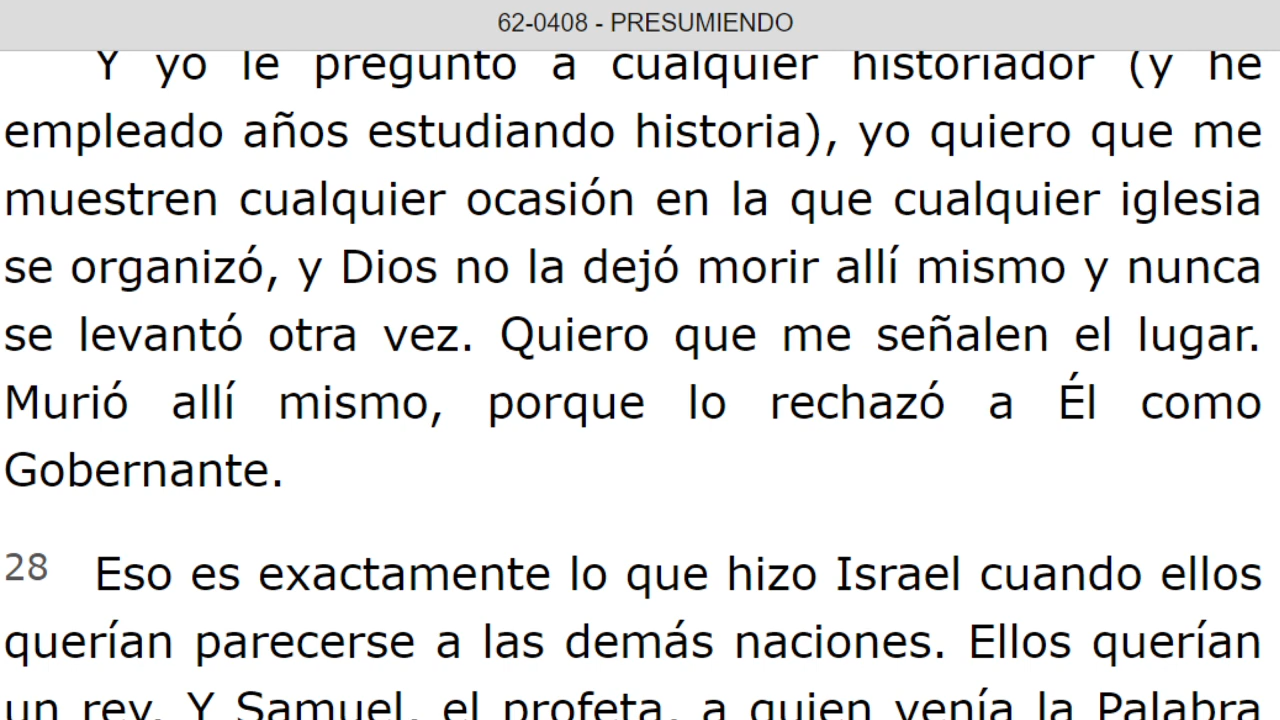 62-0408 - PRESUMIENDO
Y yo le pregunto a cualquier historiador (y he
empleado años estudiando historia), yo quiero que me
muestren cualquier ocasión en la que cualquier iglesia
se organizó, y Dios no la dejó morir allí mismo y nunca
se levantó otra vez. Quiero que me señalen el lugar.
Murió allí mismo, porque lo rechazó a Él como
Gobernante.
28 Eso es exactamente lo que hizo Israel cuando ellos
querían parecerse a las demás naciones. Ellos querían
un rey. Y Samuel, el profeta, a quien venía la Palabra